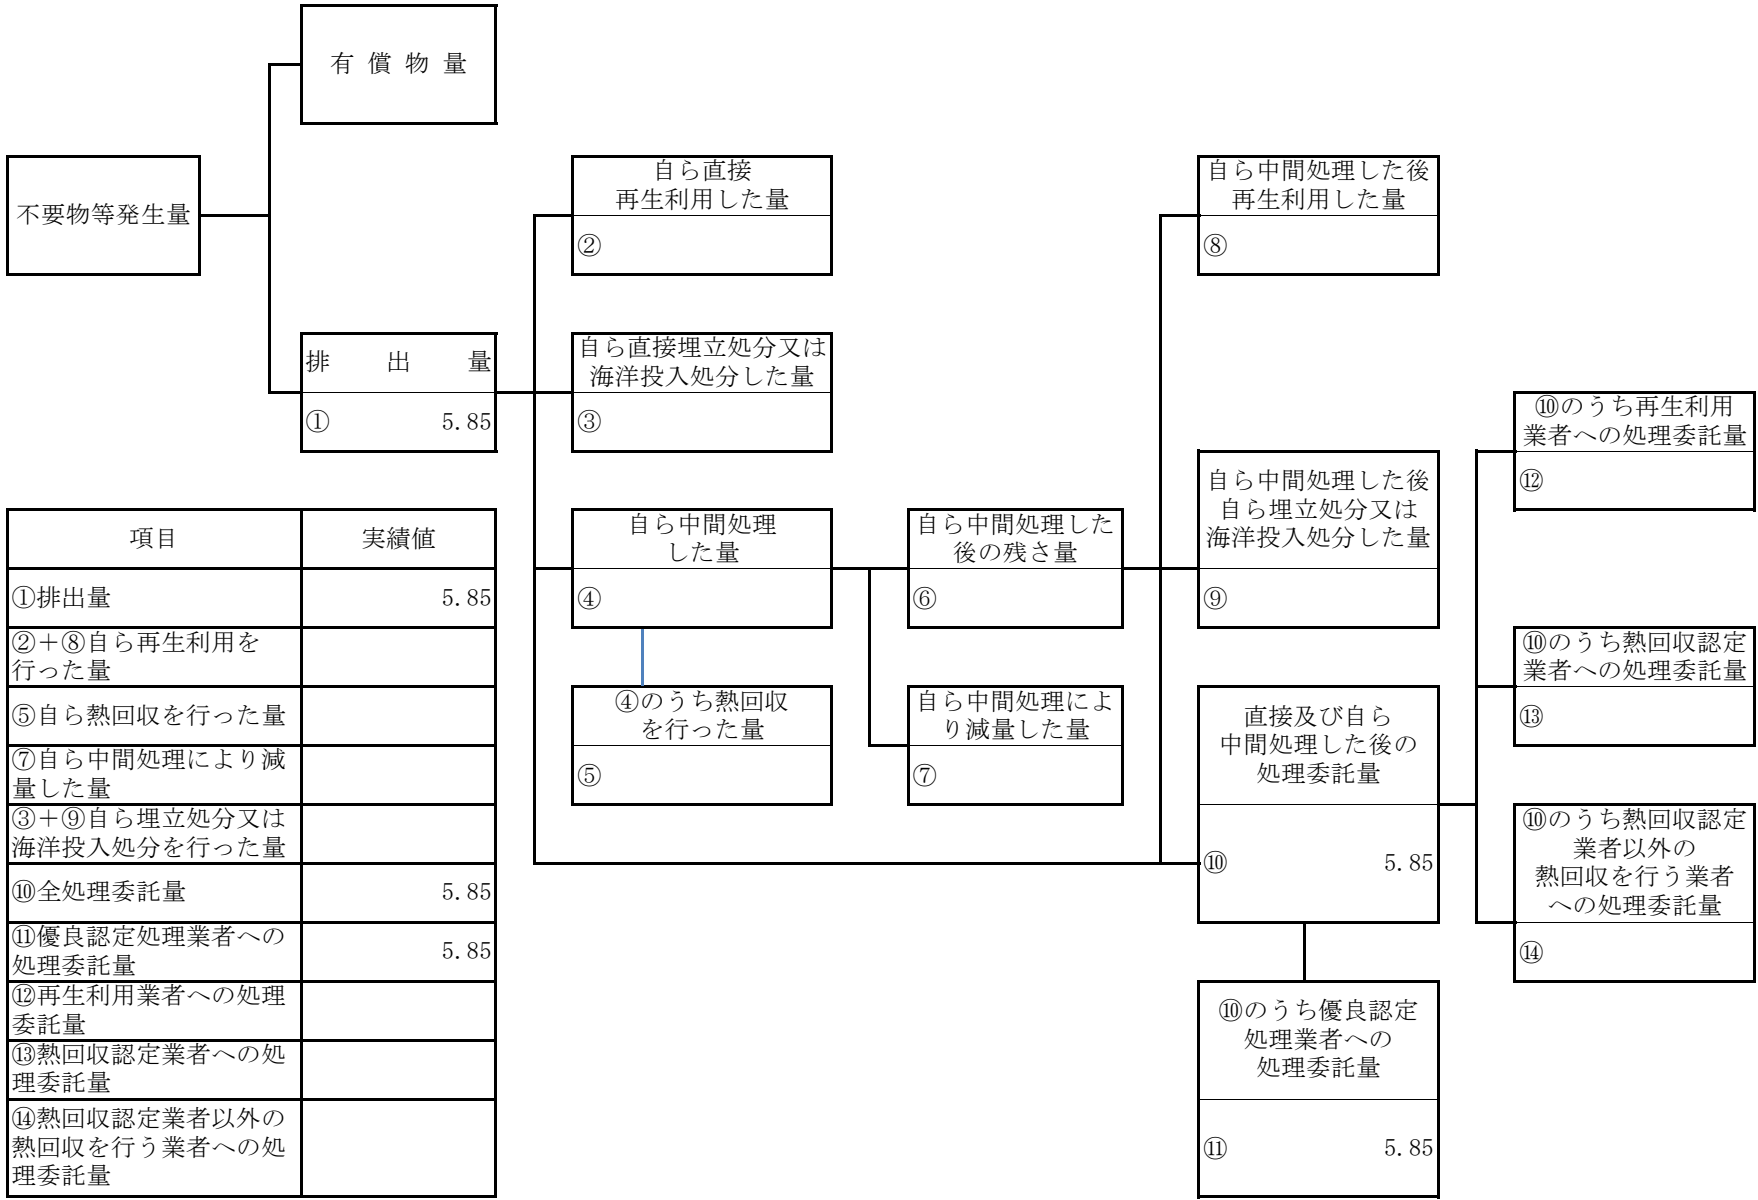 有償物量
不要物等発生量
自ら直接
再生利用した量
②
自ら中間処理した後
再生利用した量
⑧
排出量
① 5.85
自ら直接埋立処分又は
海洋投入処分した量
③
⑩のうち再生利用
業者への処理委託量
⑫
自ら中間処理した後
自ら埋立処分又は
海洋投入処分した量
⑨
自ら中間処理
した量
④
自ら中間処理した
後の残さ量
⑥
⑩のうち熱回収認定
業者への処理委託量
⑬
④のうち熱回収
を行った量
⑤
自ら中間処理によ
り減量した量
⑦
直接及び自ら
中間処理した後の
処理委託量
⑩ 5.85
⑩のうち熱回収認定
業者以外の
熱回収を行う業者
への処理委託量
⑭
⑩のうち優良認定
処理業者への
処理委託量
⑪ 5.85
項目 実績値
①排出量 5.85
②＋⑧自ら再生利用を
行った量
⑤自ら熱回収を行った量
⑦自ら中間処理により減
量した量
③＋⑨自ら埋立処分又は
海洋投入処分を行った量
⑩全処理委託量 5.85
⑪優良認定処理業者への
処理委託量 5.85
⑫再生利用業者への処理
委託量
⑬熱回収認定業者への処
理委託量
⑭熱回収認定業者以外の
熱回収を行う業者への処
理委託量